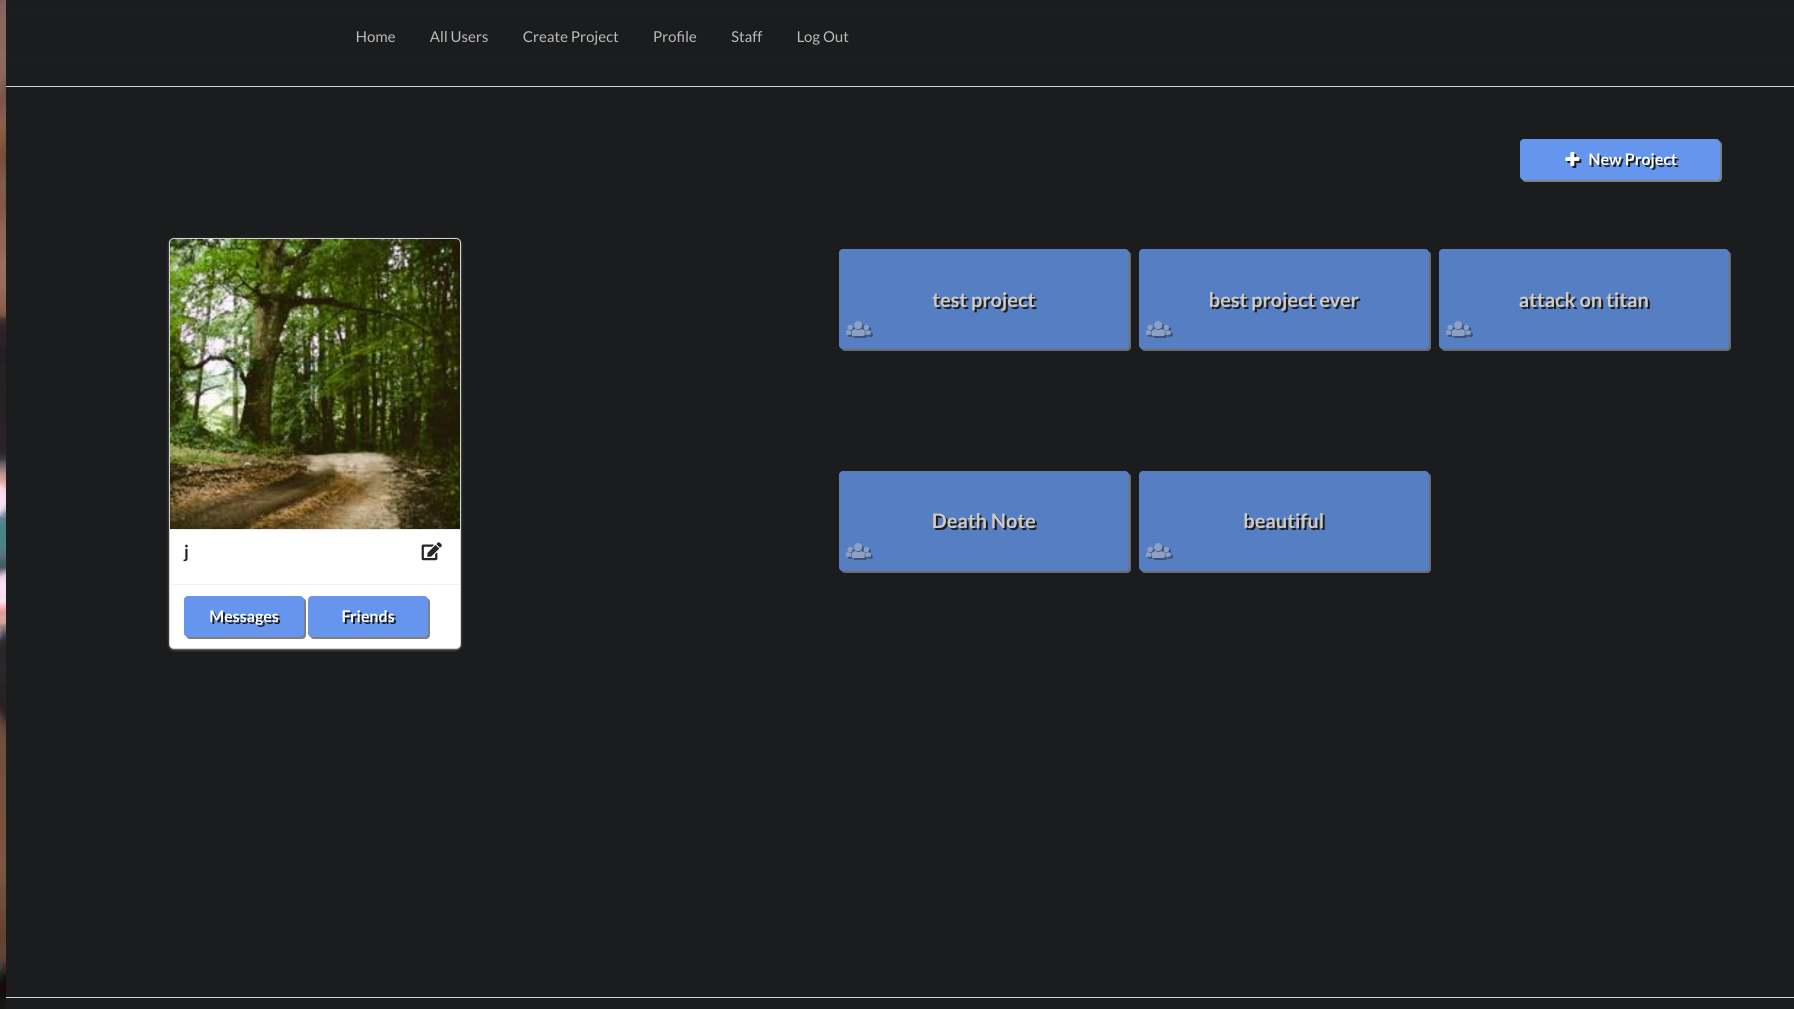 Home All Users Create Project Profile Staff Log Out
New Project
test project
best project ever
attack on titan
Death Note
beautiful
j
Messages
Friends